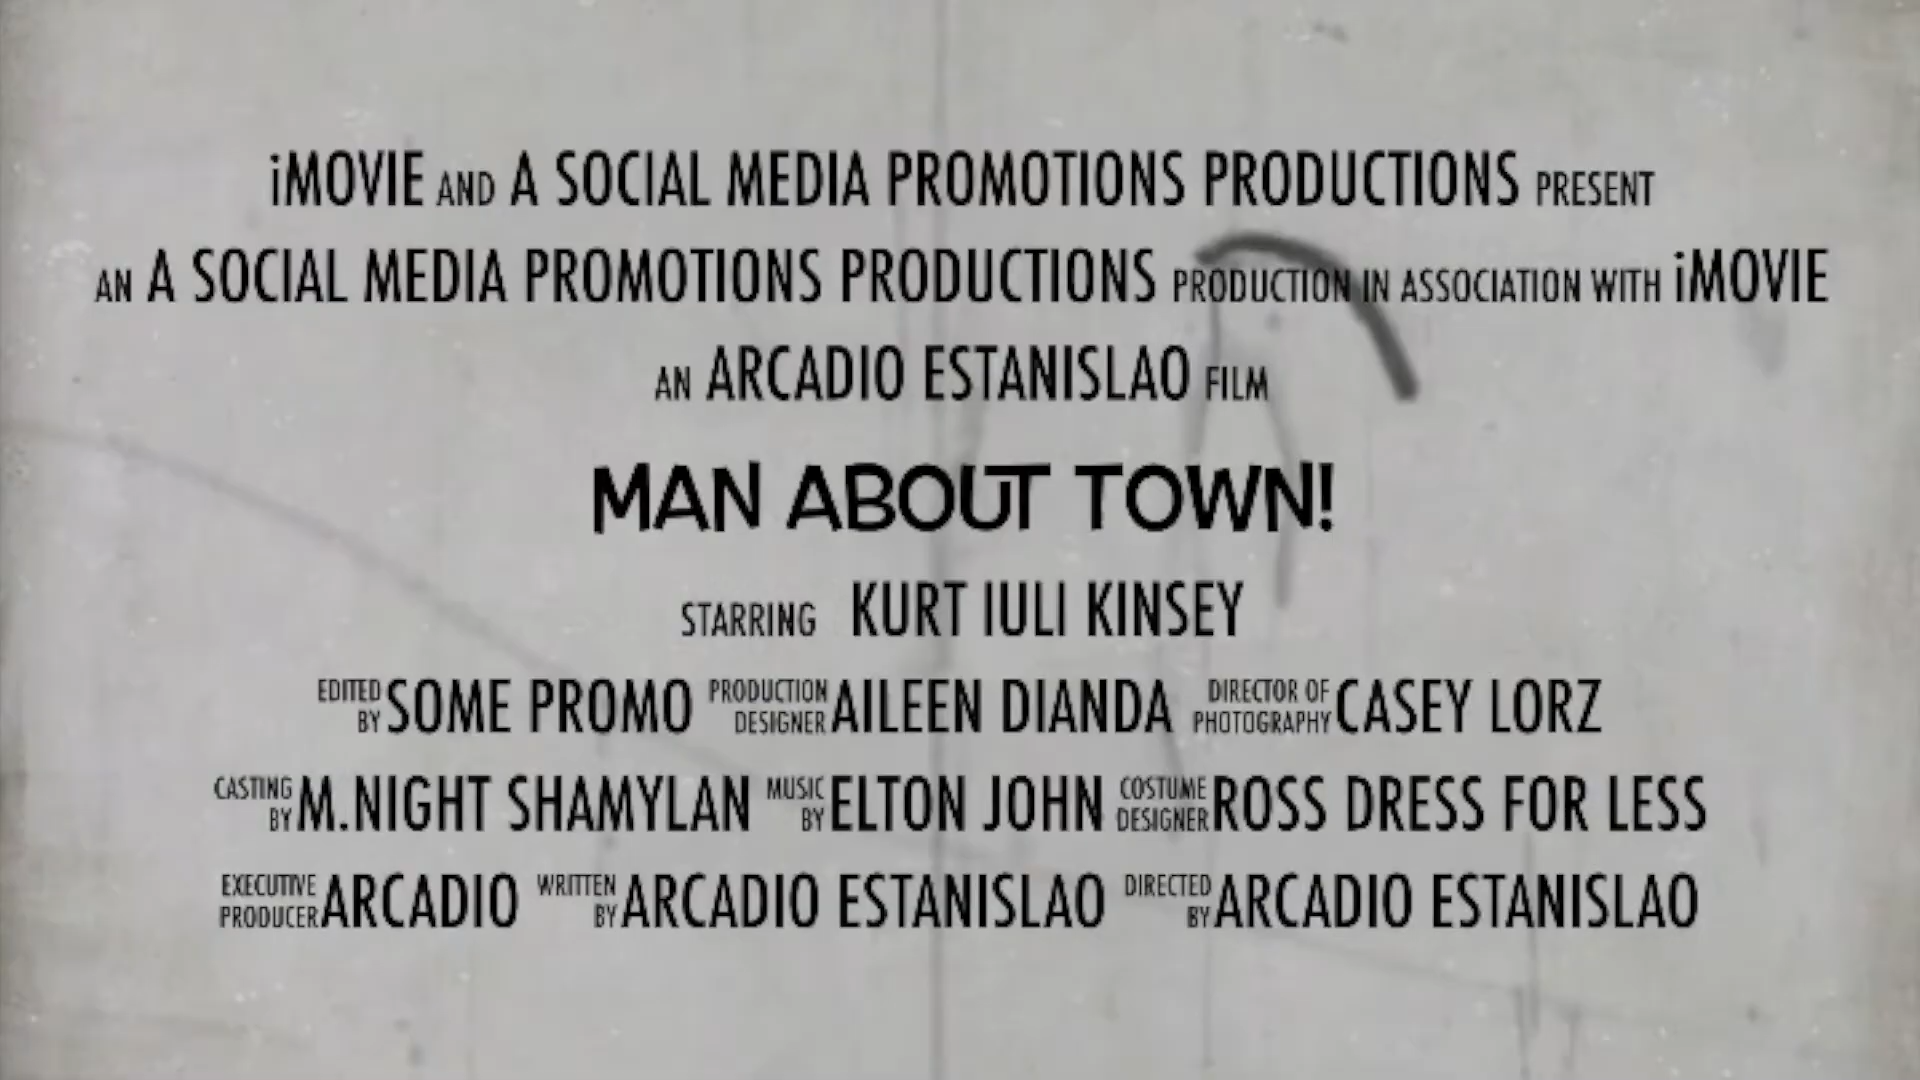 iMOVIE AND A SOCIAL MEDIA PROMOTIONS PRODUCTIONS PRESENT
AN A SOCIAL MEDIA PROMOTIONS PRODUCTIONS PRODUCTION IN ASSOCIATION WITH iMOVIE
AN ARCADIO ESTANISLAO FILM
MAN ABOUT TOWN!
STARRING KURT IULI KINSEY
EDITED BY SOME PROMO PRODUCTION DESIGNER AILEEN DIANDA DIRECTOR OF PHOTOGRAPHY CASEY LORZ
CASTING BY M.NIGHT SHAMYLAN MUSIC BY ELTON JOHN COSTUME DESIGNER ROSS DRESS FOR LESS
EXECUTIVE PRODUCER ARCADIO WRITTEN BY ARCADIO ESTANISLAO DIRECTED BY ARCADIO ESTANISLAO